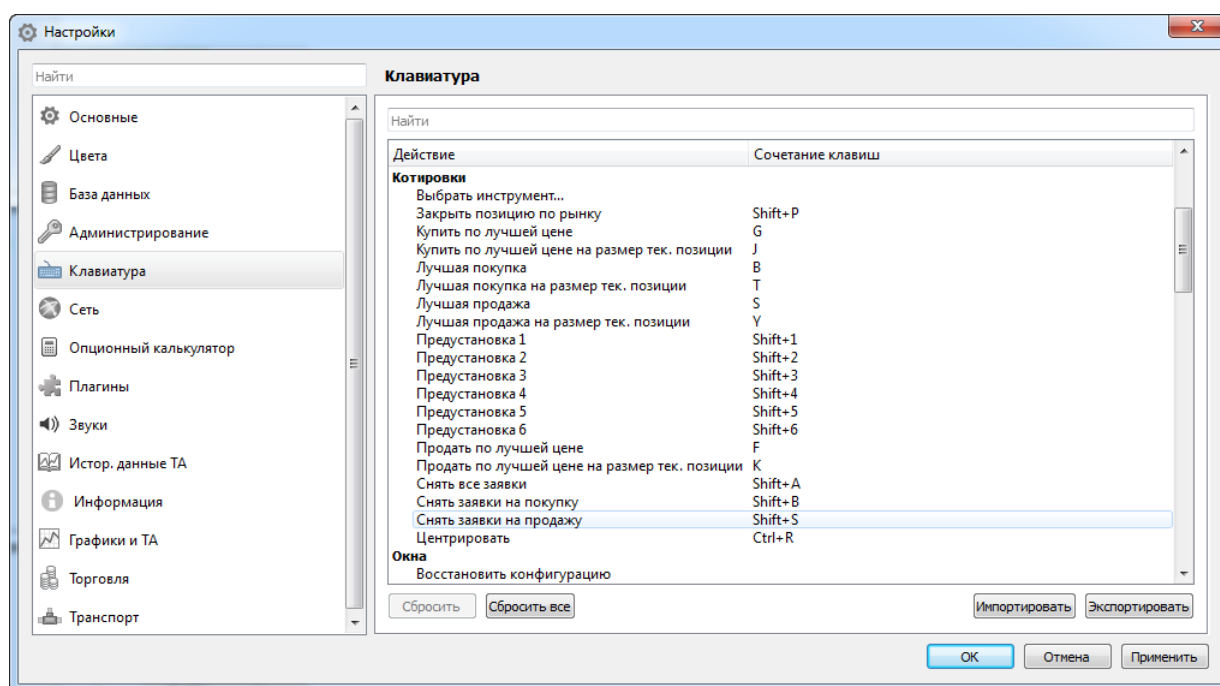 Настройки
Найти
Основные
Цвета
База данных
Администрирование
Клавиатура
Сеть
Опционный калькулятор
Плагины
Звуки
Истор. данные ТА
Информация
Графики и ТА
Торговля
Транспорт
Клавиатура
Найти
Действие Сочетание клавиш
Котировки
Выбрать инструмент...
Закрыть позицию по рынку Shift+P
Купить по лучшей цене G
Купить по лучшей цене на размер тек. позиции J
Лучшая покупка B
Лучшая покупка на размер тек. позиции T
Лучшая продажа S
Лучшая продажа на размер тек. позиции Y
Предустановка 1 Shift+1
Предустановка 2 Shift+2
Предустановка 3 Shift+3
Предустановка 4 Shift+4
Предустановка 5 Shift+5
Предустановка 6 Shift+6
Продать по лучшей цене F
Продать по лучшей цене на размер тек. позиции K
Снять все заявки Shift+A
Снять заявки на покупку Shift+B
Снять заявки на продажу Shift+S
Центрировать Ctrl+R
Окна
Восстановить конфигурацию
Сбросить Сбросить все Импортировать Экспортировать
OK Отмена Применить